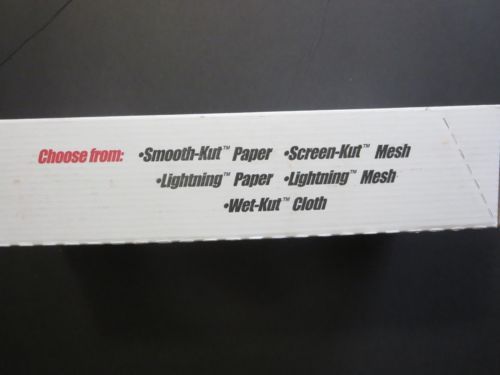 Choose from: •Smooth-Kut™ Paper •Screen-Kut™ Mesh
•Lightning™ Paper •Lightning™ Mesh
•Wet-Kut™ Cloth